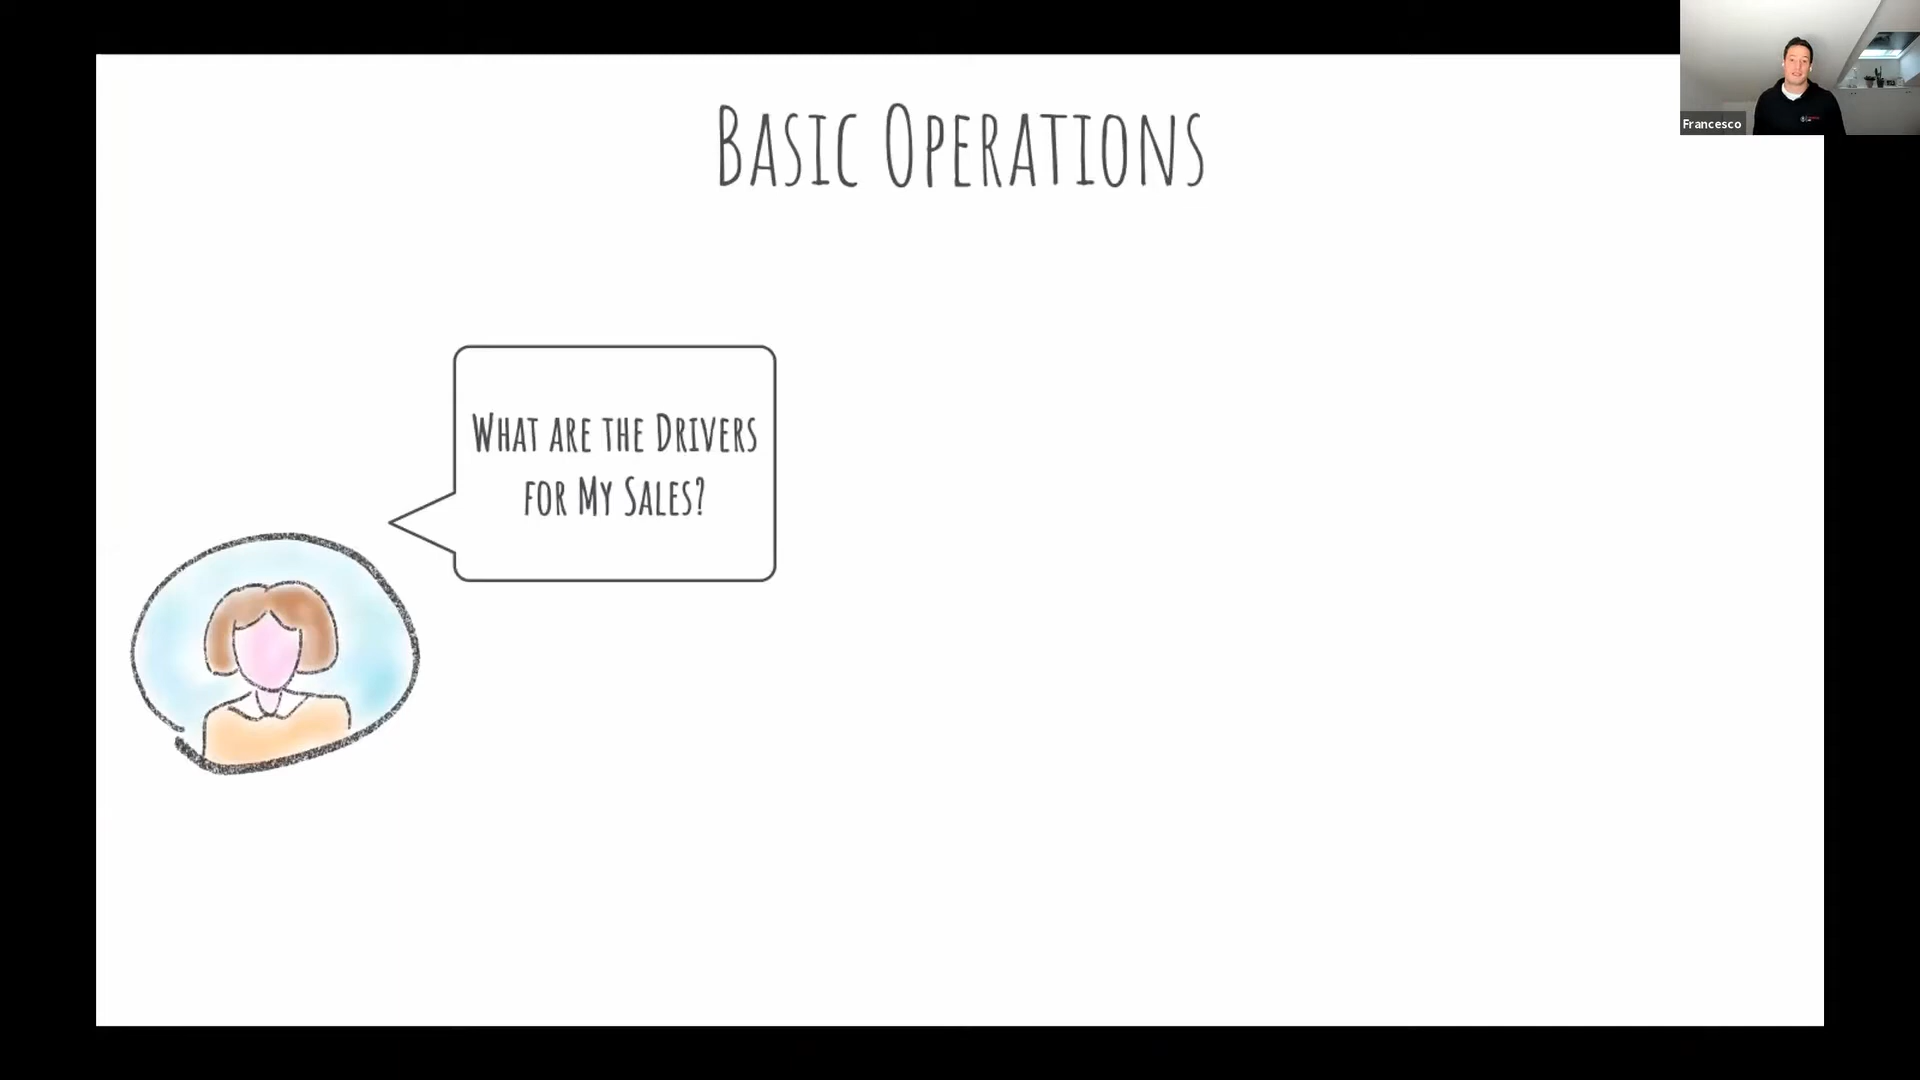 Basic Operations
What are the Drivers
for My Sales?
Francesco